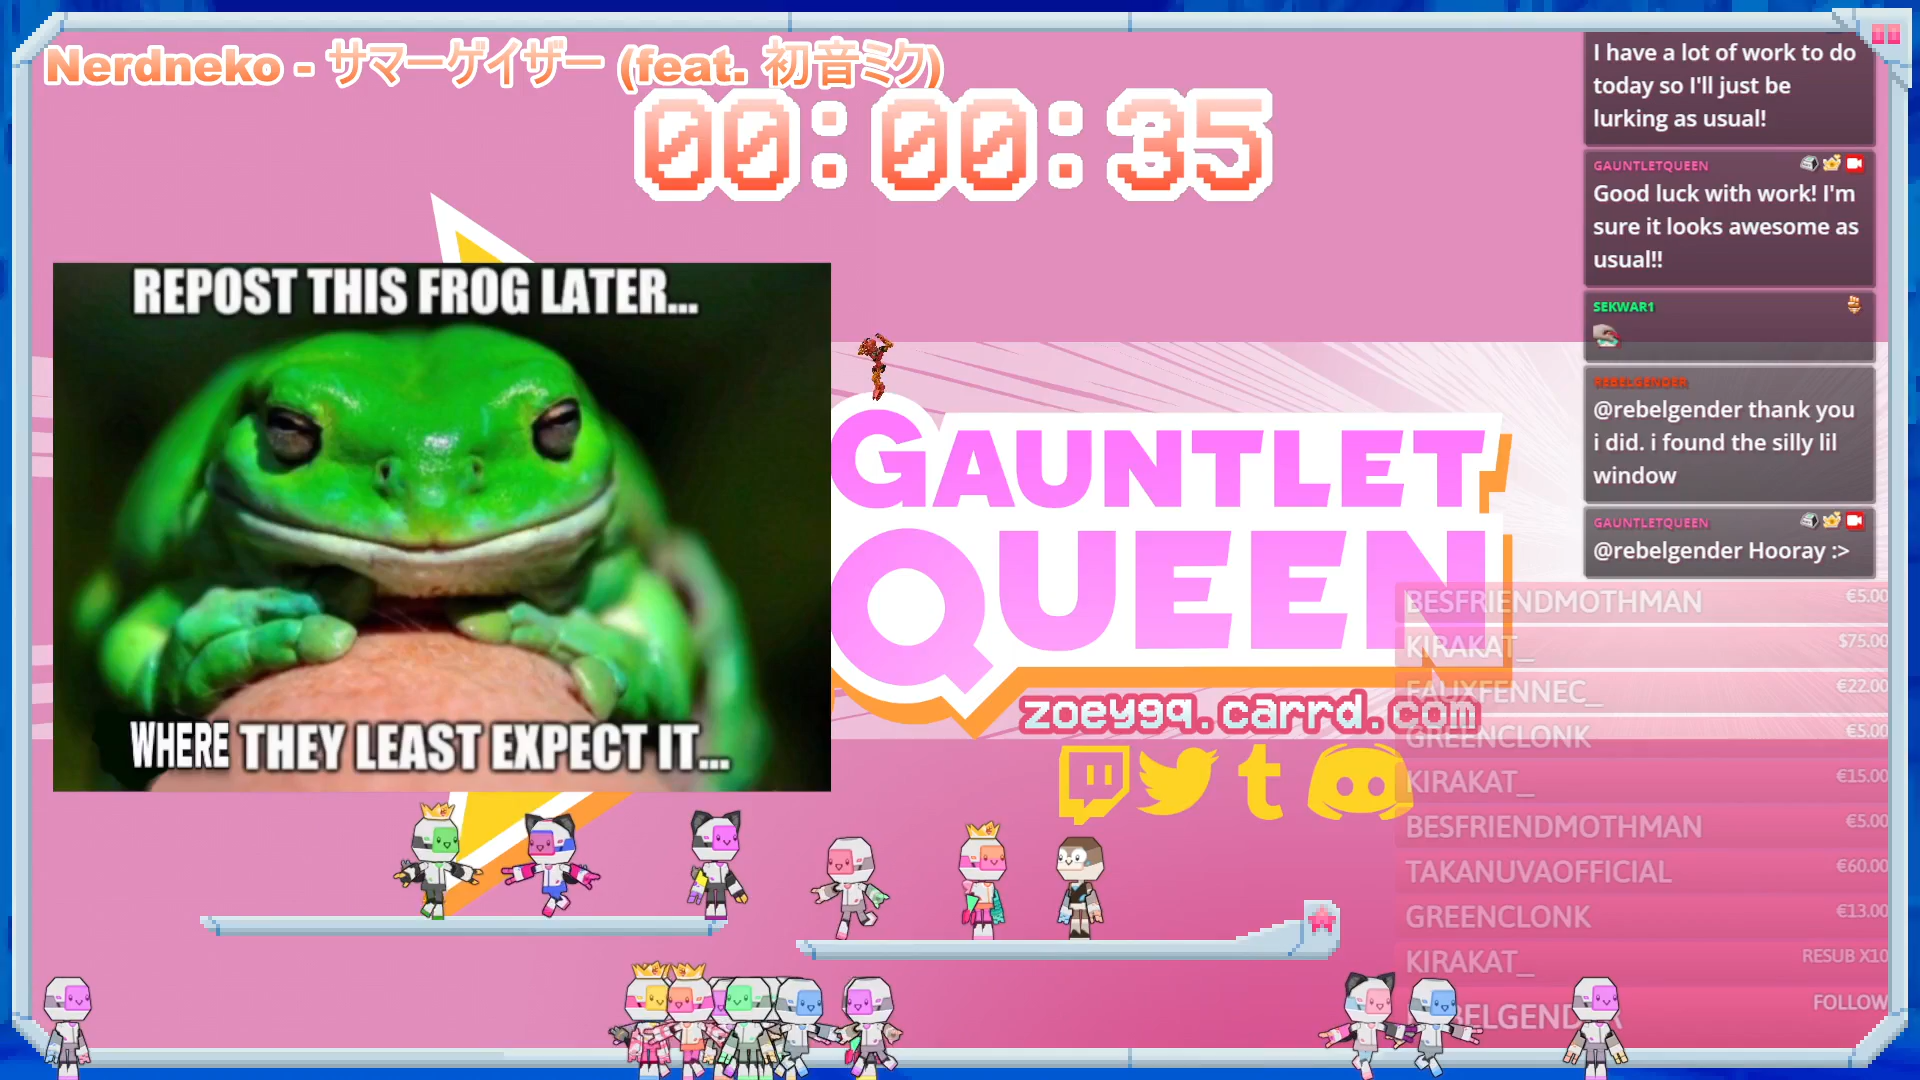 Nerdneko - サマーゲイザー (feat. 初音ミク)
00:00:35
REPOST THIS FROG LATER...
WHERE THEY LEAST EXPECT IT...
GAUNTLET
QUEEN
zoeygq.carrd.com
I have a lot of work to do
today so I'll just be
lurking as usual!
GAUNTLETQUEEN
Good luck with work! I'm
sure it looks awesome as
usual!!
SEKWAR1
REBELGENDER
@rebelgender thank you
i did. i found the silly lil
window
GAUNTLETQUEEN
@rebelgender Hooray :>
BESFRIENDMOTHMAN €5.00
KIRAKAT_ $75.00
FAUXFENNEC_ €22.00
GREENCLONK €5.00
KIRAKAT_ €15.00
BESFRIENDMOTHMAN €5.00
TAKANUVAOFFICIAL €60.00
GREENCLONK €13.00
KIRAKAT_ RESUB X10
REBELGENDER FOLLOW